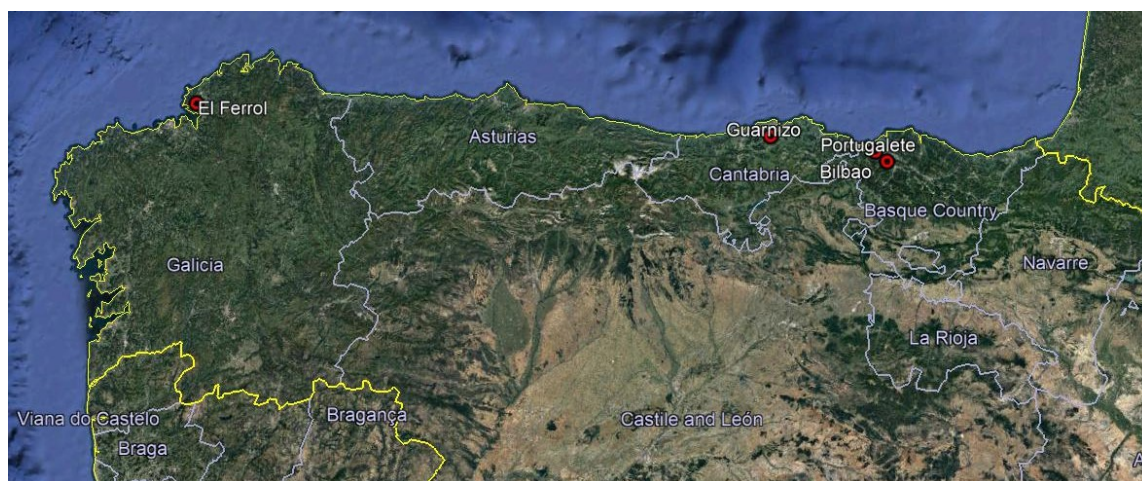 El Ferrol
Guarnizo
Asturias
Portugalete
Cantabria
Bilbao
Basque Country
Galicia
Navarre
La Rioja
Viana do Castelo
Bragança
Castile and León
Braga
A